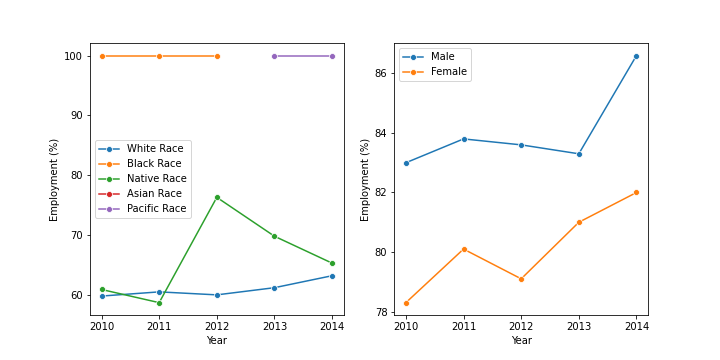 100
90
80
70
60
Employment (%)
White Race
Black Race
Native Race
Asian Race
Pacific Race
2010 2011 2012 2013 2014
Year
86
84
82
80
78
Employment (%)
Male
Female
2010 2011 2012 2013 2014
Year